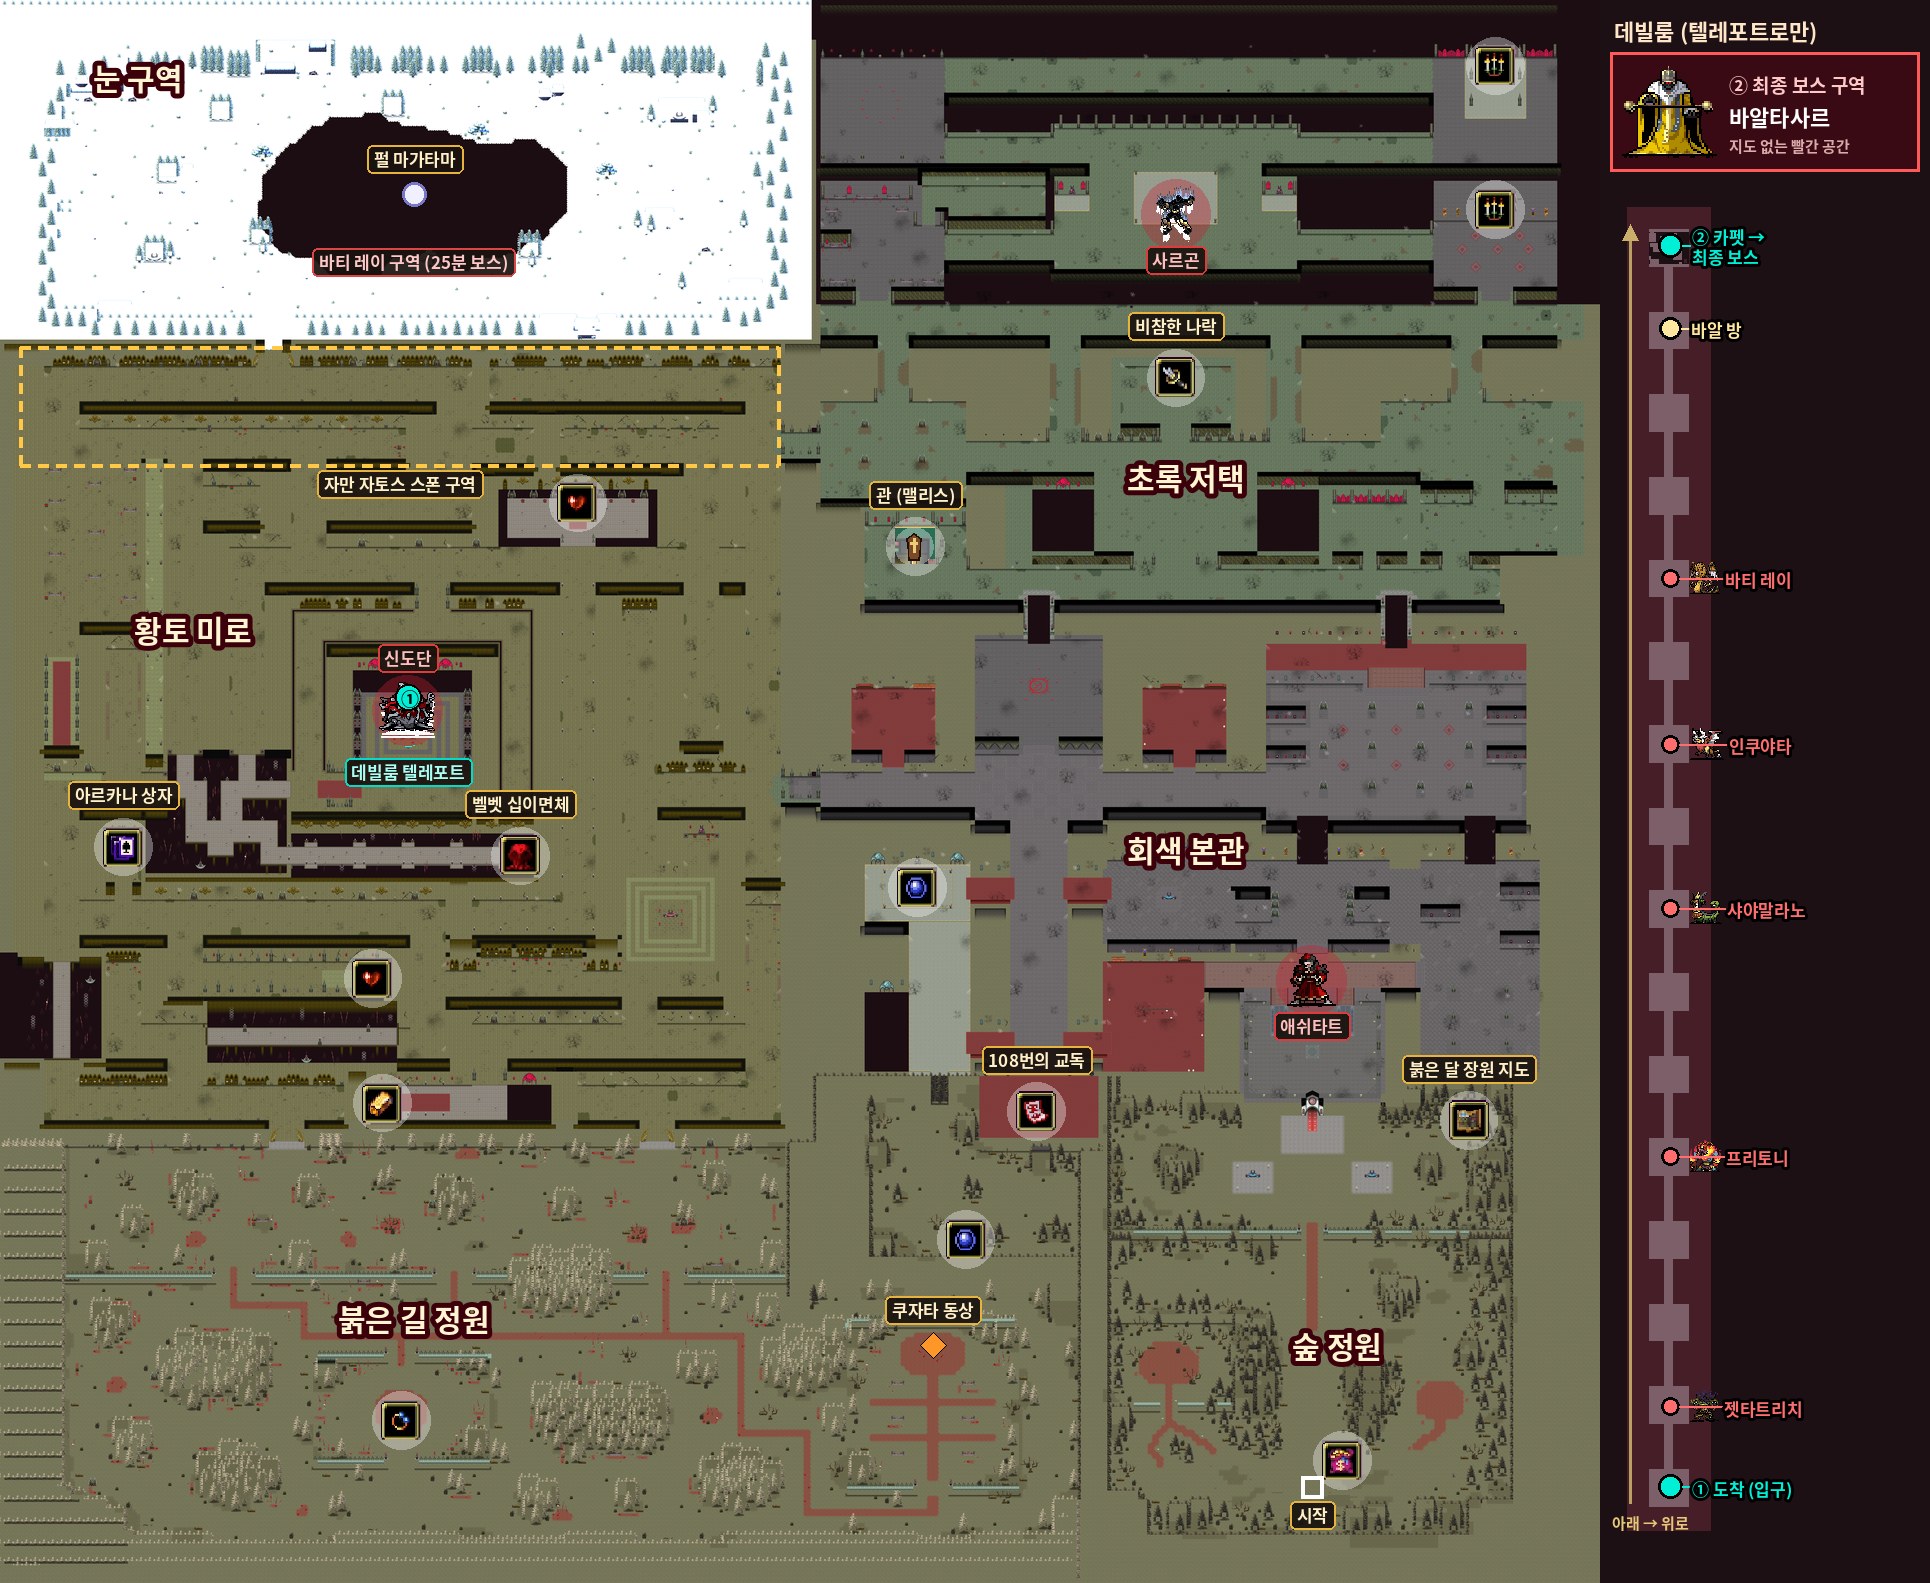 데빌룸 (텔레포트로만)
② 최종 보스 구역
바알타사르
지도 없는 빨간 공간
눈 구역
펄 마가타마
바티 레이 구역 (25분 보스)
사르곤
② 카펫 →
최종 보스
비참한 나락
바알 방
초록 저택
자만 자토스 스폰 구역
관 (맬리스)
바티 레이
황토 미로
신도단
①
데빌룸 텔레포트
인쿠야타
아르카나 상자
벨벳 십이면체
회색 본관
샤야말라노
애쉬타트
108번의 교독
붉은 달 장원 지도
프리토니
붉은 길 정원
쿠자타 동상
숲 정원
젯타트리치
① 도착 (입구)
시작
아래 → 위로